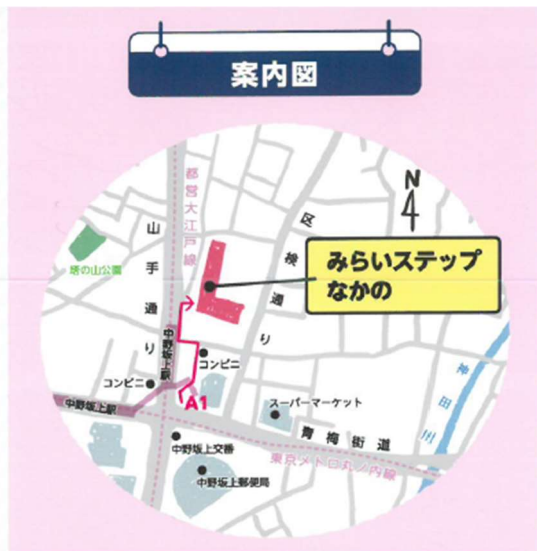 案内図
N
都営大江戸線
山手通り
区検通り
塔の山公園
みらいステップ
なかの
中野坂上駅
コンビニ
コンビニ
中野坂上駅
A1
スーパーマーケット
神田川
青梅街道
中野坂上交番
東京メトロ丸ノ内線
中野坂上郵便局